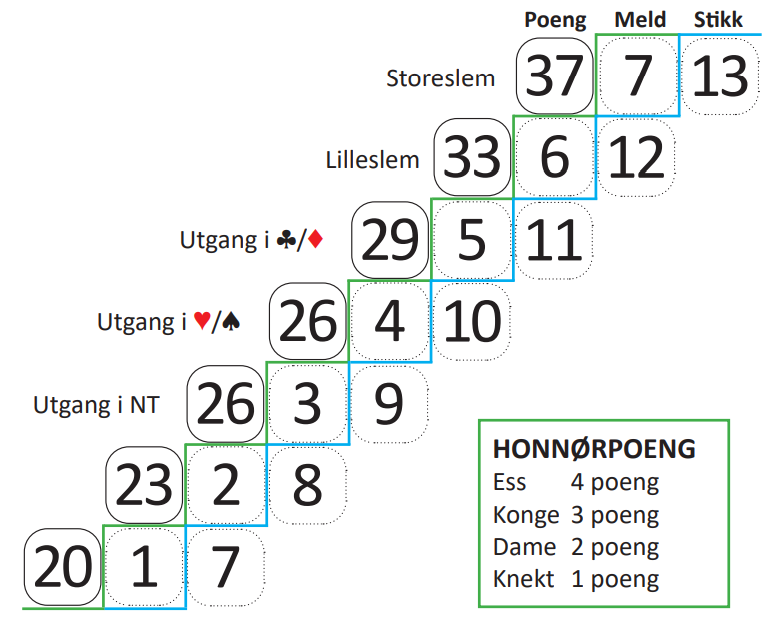 Poeng Meld Stikk
Storeslem 37 7 13
Lilleslem 33 6 12
Utgang i ♣/♦ 29 5 11
Utgang i ♥/♠ 26 4 10
Utgang i NT 26 3 9
23 2 8
20 1 7
HONNØRPOENG
Ess 4 poeng
Konge 3 poeng
Dame 2 poeng
Knekt 1 poeng